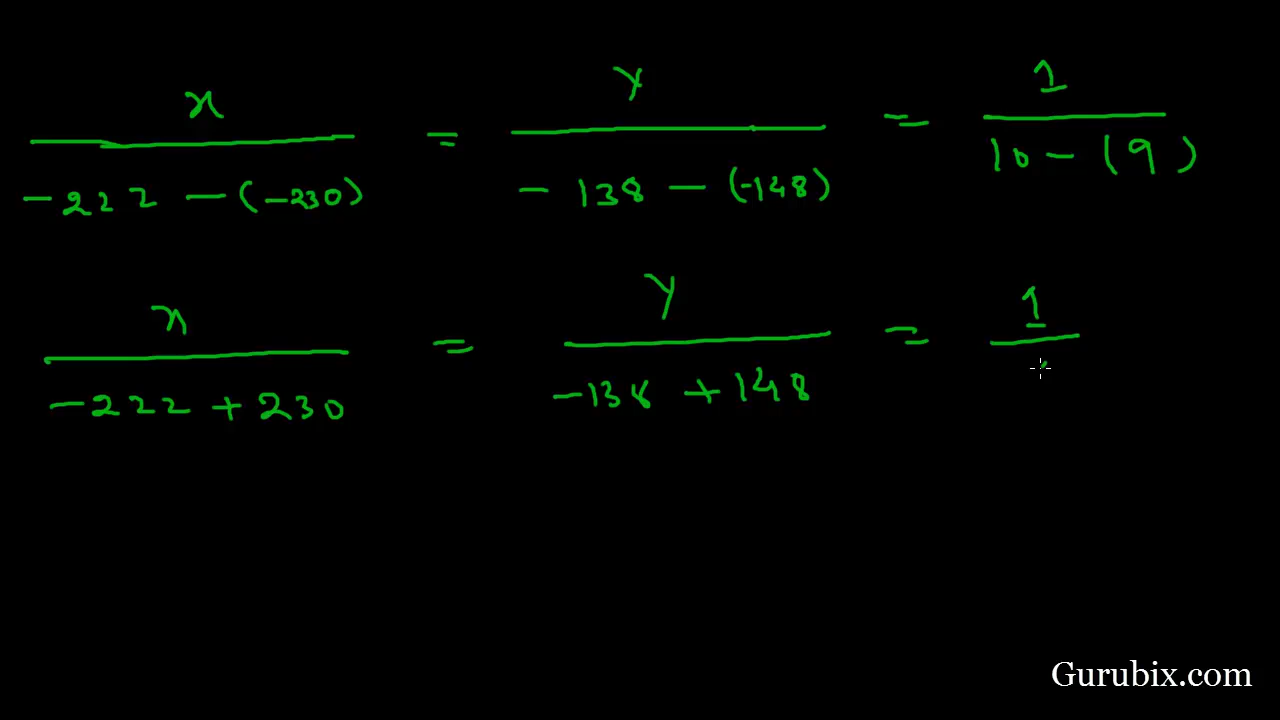 x / -222 - (-230) = y / -138 - (-148) = 1 / 10 - (9)
x / -222 + 230 = y / -138 + 148 = 1 /
Gurubix.com